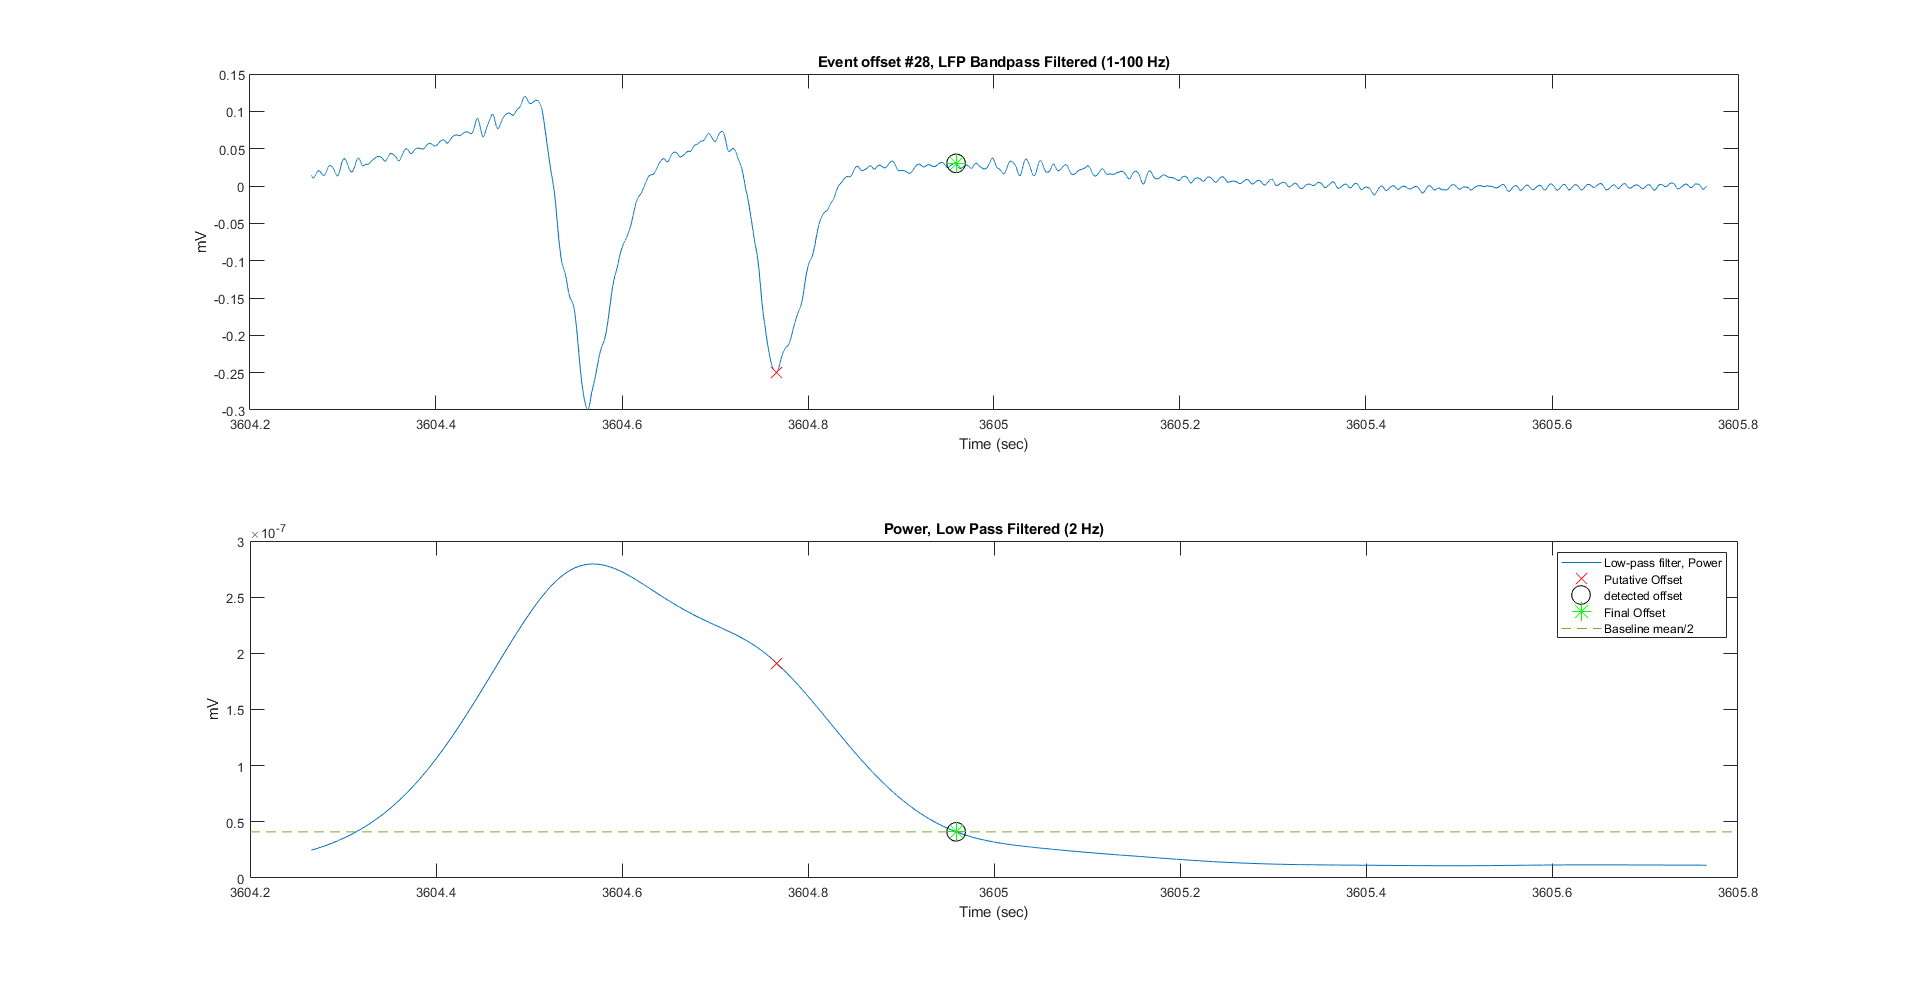 Event offset #28, LFP Bandpass Filtered (1-100 Hz)
0.15
0.1
0.05
0
-0.05
-0.1
-0.15
-0.2
-0.25
-0.3
mV
3604.2 3604.4 3604.6 3604.8 3605 3605.2 3605.4 3605.6 3605.8
Time (sec)
Power, Low Pass Filtered (2 Hz)
×10-7
3
2.5
2
1.5
1
0.5
0
mV
Low-pass filter, Power
Putative Offset
detected offset
Final Offset
Baseline mean/2
3604.2 3604.4 3604.6 3604.8 3605 3605.2 3605.4 3605.6 3605.8
Time (sec)